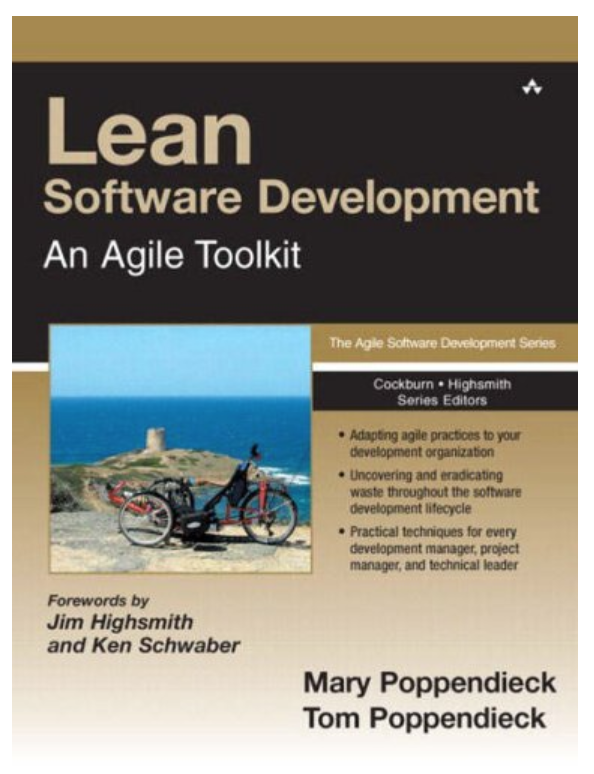 Lean
Software Development
An Agile Toolkit
The Agile Software Development Series
Cockburn • Highsmith
Series Editors
• Adapting agile practices to your
development organization
• Uncovering and eradicating
waste throughout the software
development lifecycle
• Practical techniques for every
development manager, project
manager, and technical leader
Forewords by
Jim Highsmith
and Ken Schwaber
Mary Poppendieck
Tom Poppendieck